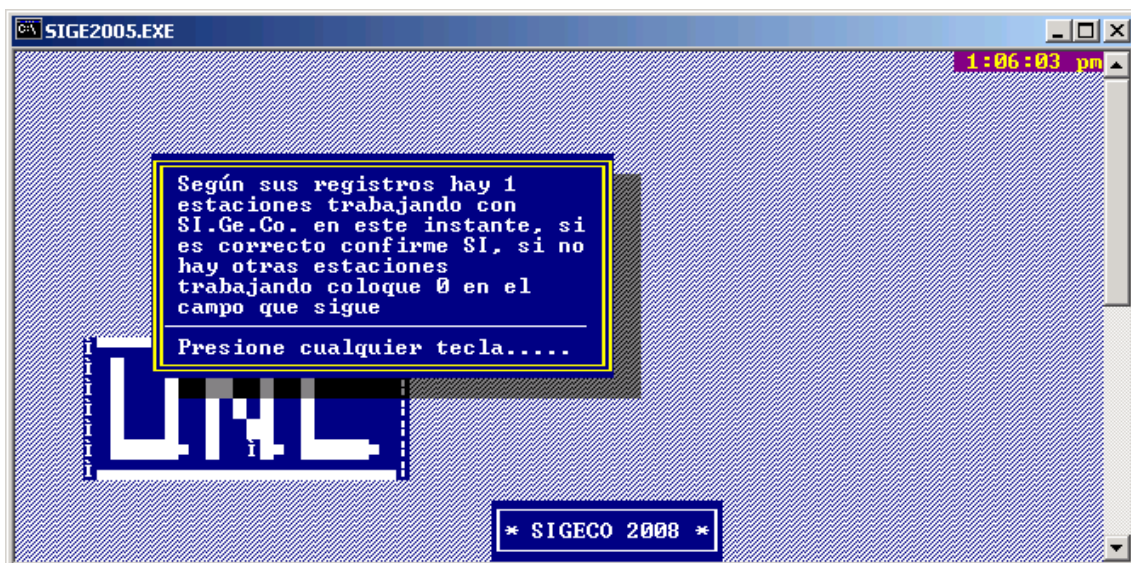 SIGE2005.EXE
1:06:03 pm
Según sus registros hay 1
estaciones trabajando con
SI.Ge.Co. en este instante, si
es correcto confirme SI, si no
hay otras estaciones
trabajando coloque 0 en el
campo que sigue
Presione cualquier tecla.....
UNL
* SIGECO 2008 *